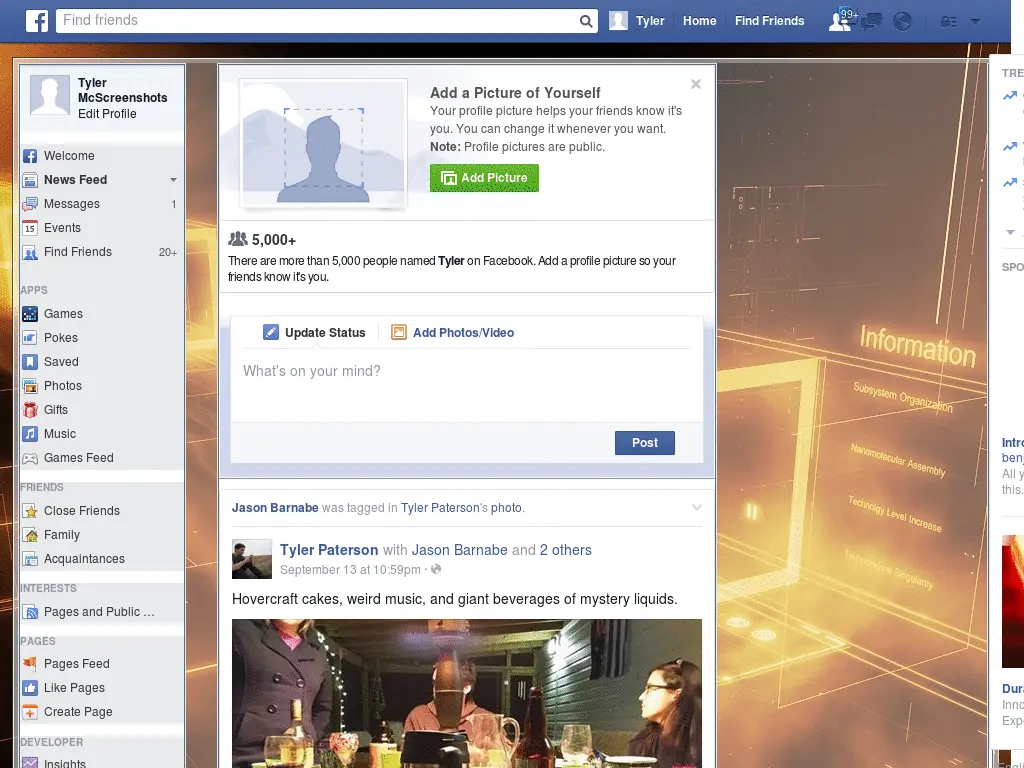 Find friends
Tyler
Home
Find Friends
99+
Tyler
McScreenshots
Edit Profile
Welcome
News Feed
Messages 1
15 Events
Find Friends 20+
APPS
Games
Pokes
Saved
Photos
Gifts
Music
Games Feed
FRIENDS
Close Friends
Family
Acquaintances
INTERESTS
Pages and Public ...
PAGES
Pages Feed
Like Pages
Create Page
DEVELOPER
Insights
Add a Picture of Yourself
Your profile picture helps your friends know it's
you. You can change it whenever you want.
Note: Profile pictures are public.
Add Picture
5,000+
There are more than 5,000 people named Tyler on Facebook. Add a profile picture so your
friends know it's you.
Update Status
Add Photos/Video
What's on your mind?
Post
Jason Barnabe was tagged in Tyler Paterson's photo.
Tyler Paterson with Jason Barnabe and 2 others
September 13 at 10:59pm ·
Hovercraft cakes, weird music, and giant beverages of mystery liquids.
Information
Subsystem Organization
Nanomolecular Assembly
Technolgy Level Increase
Technological Singularity
TRE
SPO
Intro
benj
All y
this.
Dura
Inno
Expe